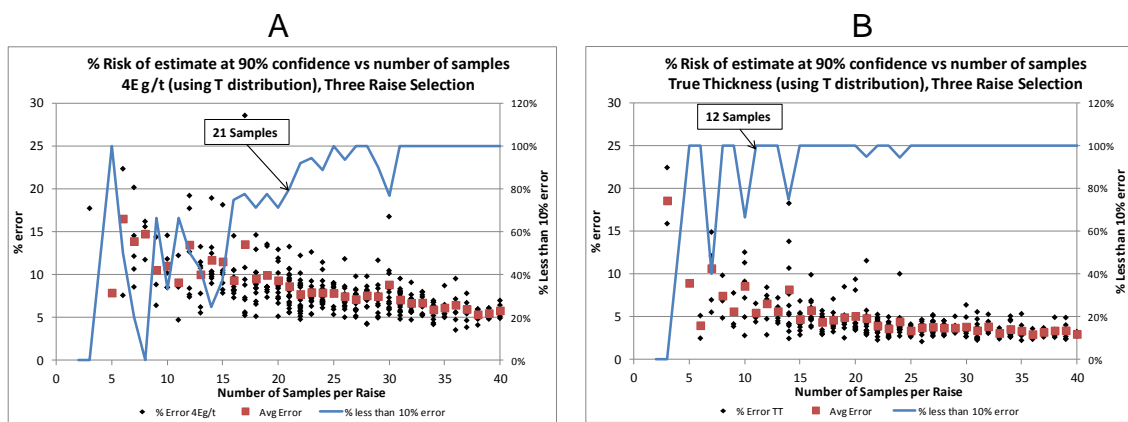 A
% Risk of estimate at 90% confidence vs number of samples
4E g/t (using T distribution), Three Raise Selection
30
25
20
15
10
5
0
% error
120%
100%
80%
60%
40%
20%
0%
% Less than 10% error
21 Samples
0 5 10 15 20 25 30 35 40
Number of Samples per Raise
% Error 4Eg/t Avg Error % less than 10% error
B
% Risk of estimate at 90% confidence vs number of samples
True Thickness (using T distribution), Three Raise Selection
30
25
20
15
10
5
0
% error
120%
100%
80%
60%
40%
20%
0%
% Less than 10% error
12 Samples
0 5 10 15 20 25 30 35 40
Number of Samples per Raise
% Error TT Avg Error % less than 10% error